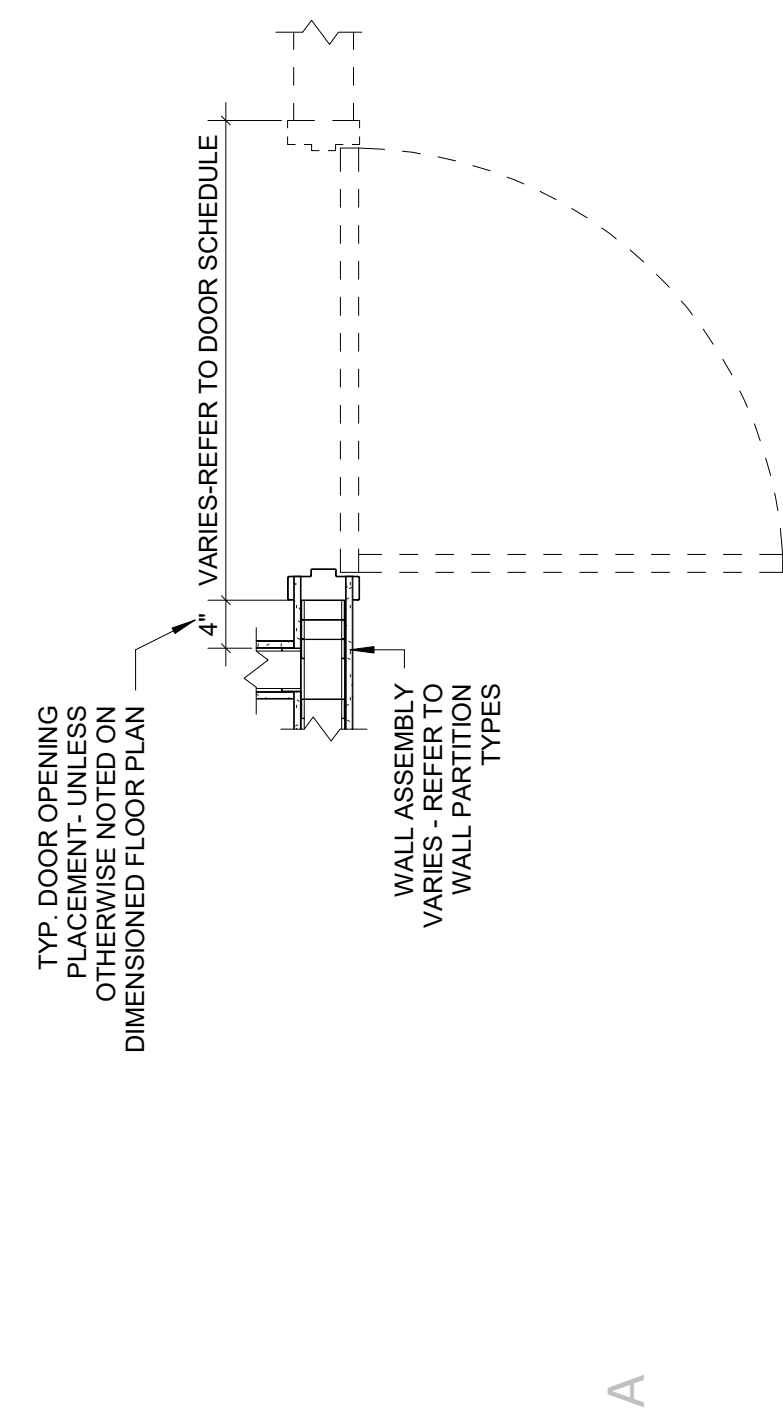 TYP. DOOR OPENING
PLACEMENT- UNLESS
OTHERWISE NOTED ON
DIMENSIONED FLOOR PLAN
4"
VARIES-REFER TO DOOR SCHEDULE
WALL ASSEMBLY
VARIES - REFER TO
WALL PARTITION
TYPES
A